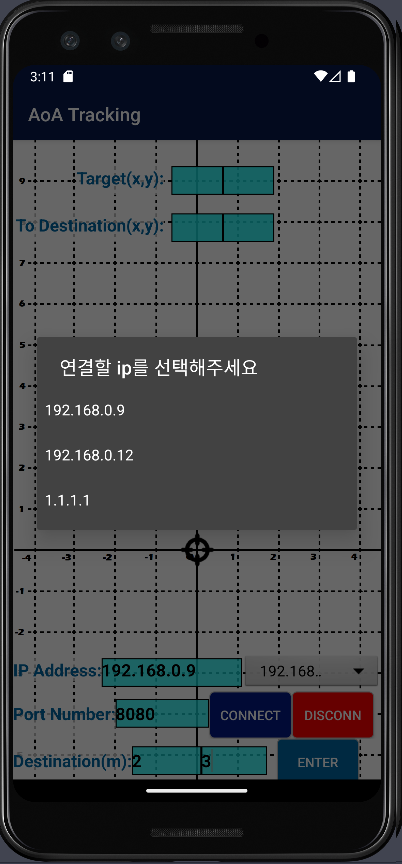 3:11
AoA Tracking
Target(x,y):
9
To Destination(x,y):
7
6
5
연결할 ip를 선택해주세요
192.168.0.9
192.168.0.12
1.1.1.1
4
3
2
1
-4 -3 -2 -1 0 1 2 3 4
-1
-2
IP Address: 192.168.0.9 192.168..
Port Number: 8080 CONNECT DISCONN
Destination(m): 2 3 ENTER